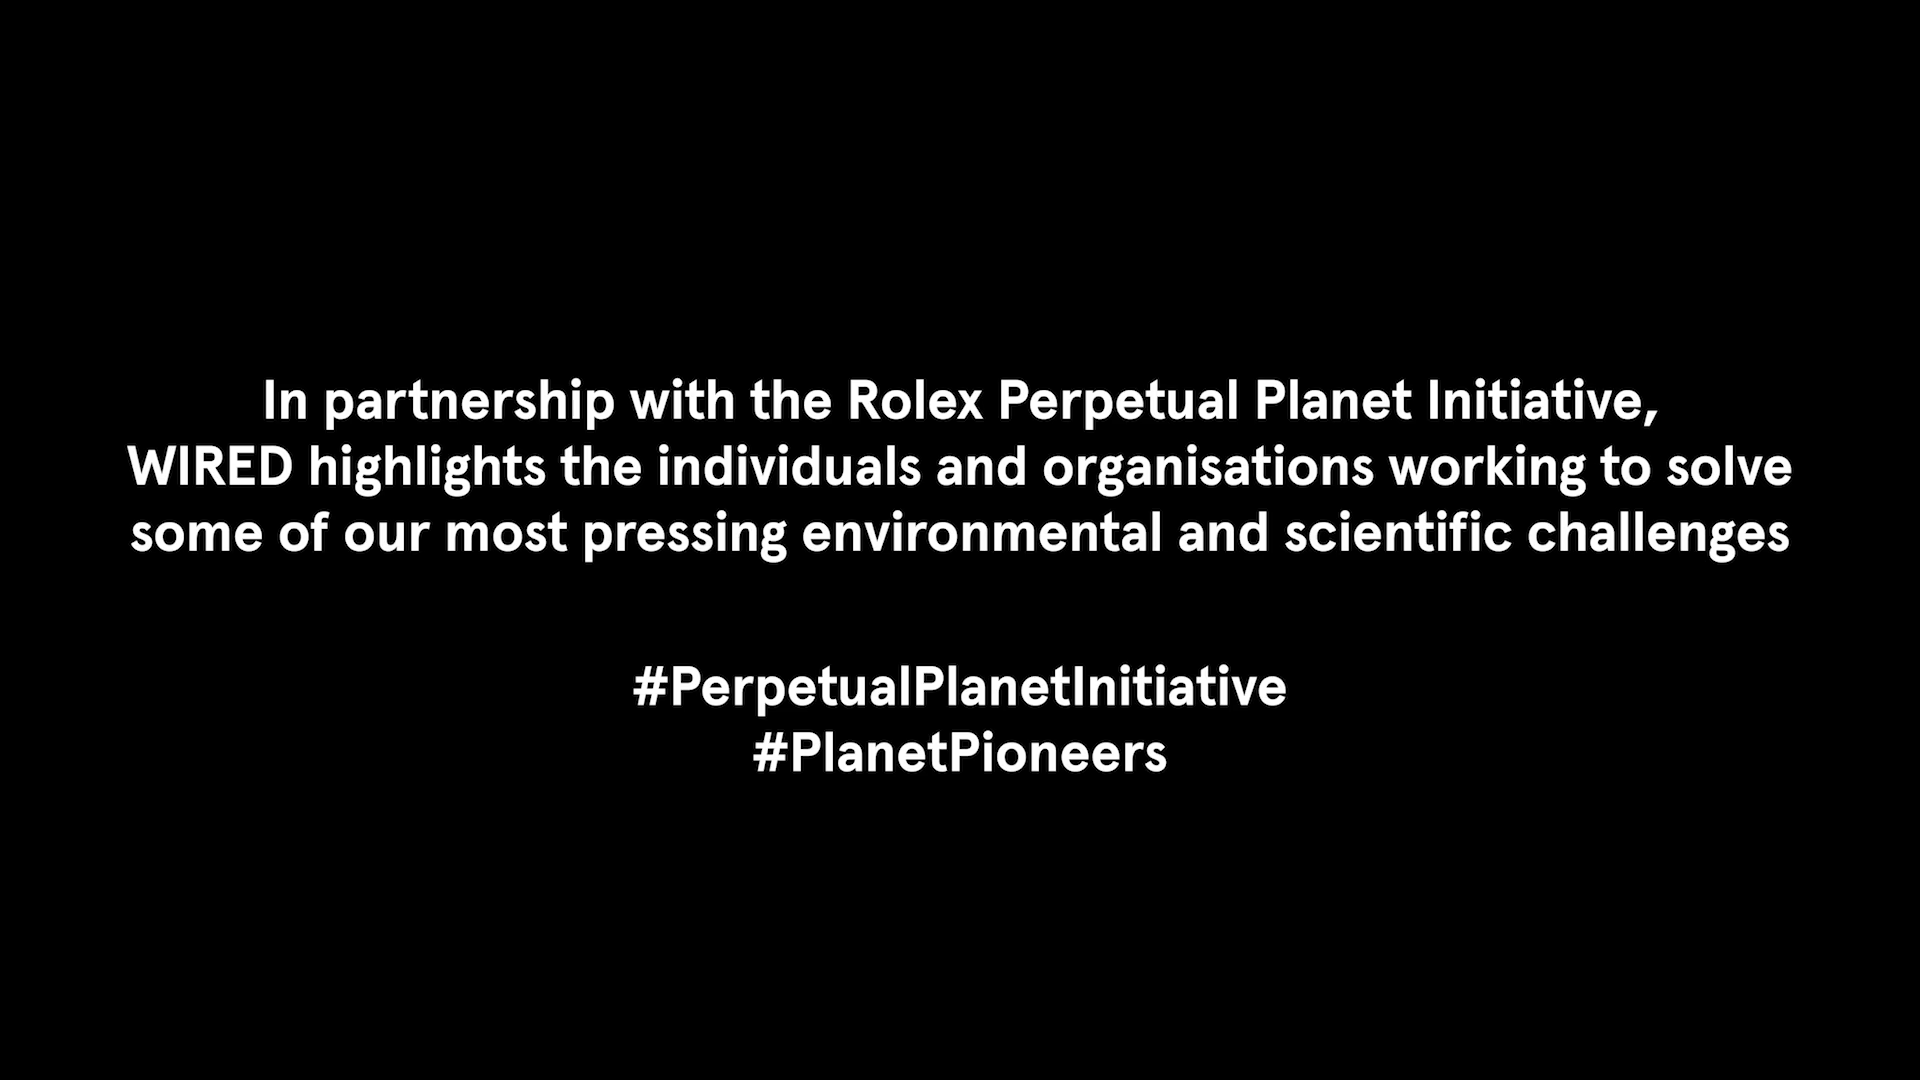 In partnership with the Rolex Perpetual Planet Initiative,
WIRED highlights the individuals and organisations working to solve
some of our most pressing environmental and scientific challenges
#PerpetualPlanetInitiative
#PlanetPioneers